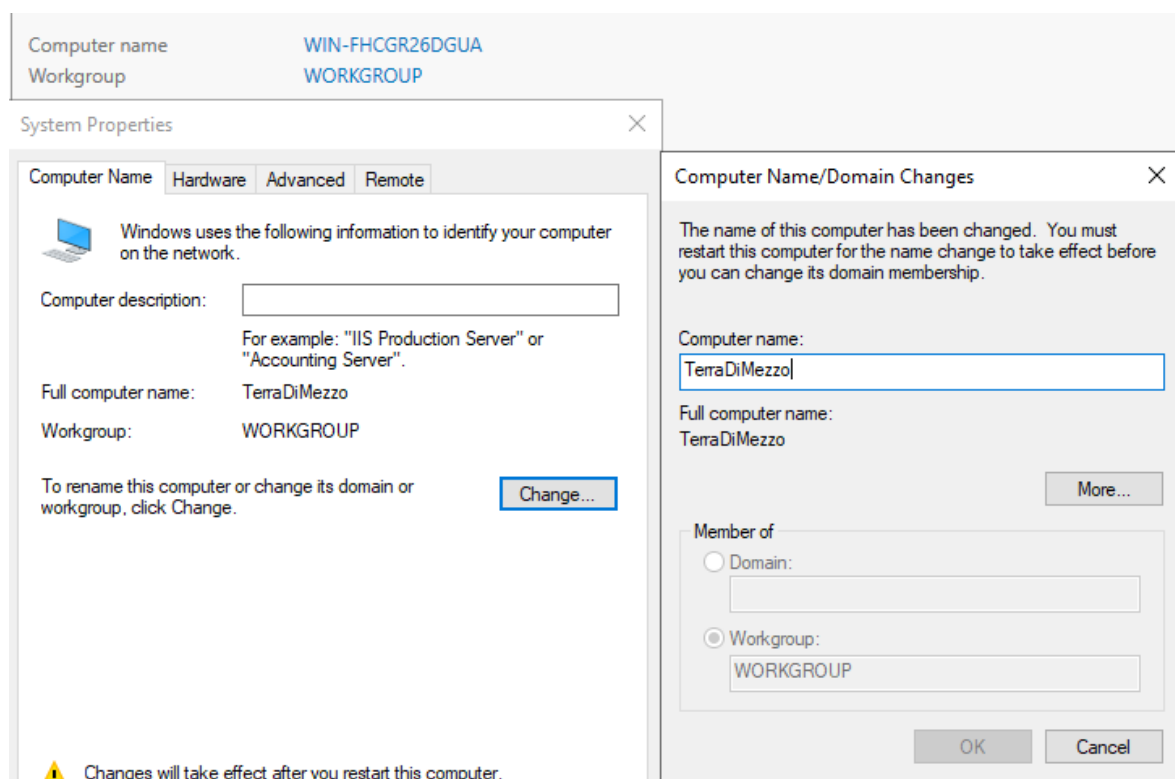 Computer name WIN-FHCGR26DGUA
Workgroup WORKGROUP
System Properties
Computer Name Hardware Advanced Remote
Windows uses the following information to identify your computer
on the network.
Computer description:
For example: "IIS Production Server" or
"Accounting Server".
Full computer name: TerraDiMezzo
Workgroup: WORKGROUP
To rename this computer or change its domain or
workgroup, click Change.
Change...
Changes will take effect after you restart this computer.
Computer Name/Domain Changes
The name of this computer has been changed. You must
restart this computer for the name change to take effect before
you can change its domain membership.
Computer name:
TerraDiMezzo
Full computer name:
TerraDiMezzo
More...
Member of
Domain:
Workgroup:
WORKGROUP
OK Cancel